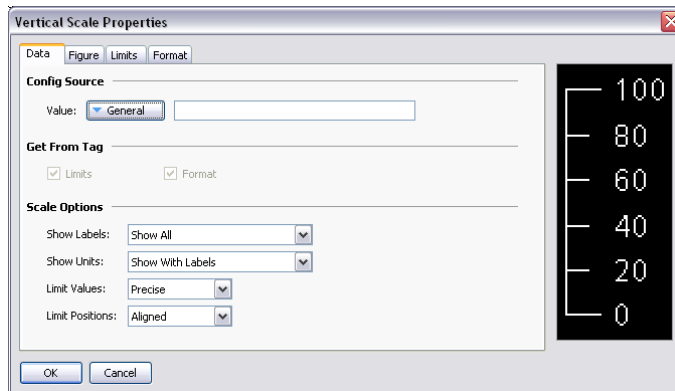 Vertical Scale Properties
Data Figure Limits Format
Config Source
Value: General
Get From Tag
Limits Format
Scale Options
Show Labels: Show All
Show Units: Show With Labels
Limit Values: Precise
Limit Positions: Aligned
OK Cancel
100
80
60
40
20
0